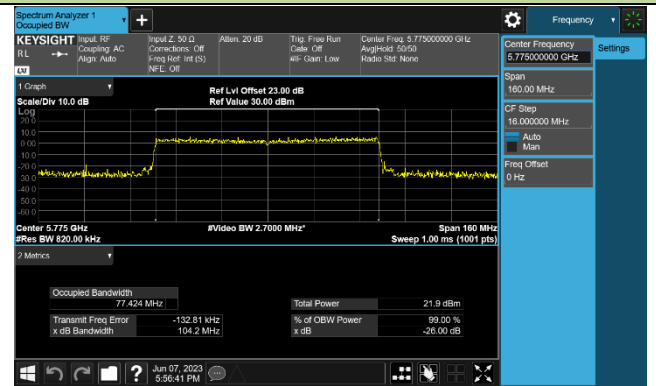 Spectrum Analyzer 1
Occupied BW
Frequency
KEYSIGHT
RL
LXI
Input: RF
Coupling: AC
Align: Auto
Input Z: 50 Ω
Corrections: Off
Freq Ref: Int (S)
NFE: Off
Atten: 20 dB
Trig: Free Run
Gate: Off
#IF Gain: Low
Center Freq: 5.775000000 GHz
Avg|Hold: 50/50
Radio Std: None
Center Frequency
5.775000000 GHz
Settings
Span
160.00 MHz
CF Step
16.000000 MHz
Auto
Man
Freq Offset
0 Hz
1 Graph
Scale/Div 10.0 dB
Ref Lvl Offset 23.00 dB
Ref Value 30.00 dBm
Log
20.0
10.0
0.00
-10.0
-20.0
-30.0
-40.0
-50.0
-60.0
Center 5.775 GHz
#Res BW 820.00 kHz
#Video BW 2.7000 MHz*
Span 160 MHz
Sweep 1.00 ms (1001 pts)
2 Metrics
Occupied Bandwidth
77.424 MHz
Transmit Freq Error -132.81 kHz
x dB Bandwidth 104.2 MHz
Total Power 21.9 dBm
% of OBW Power 99.00 %
x dB -26.00 dB
Jun 07, 2023
5:56:41 PM